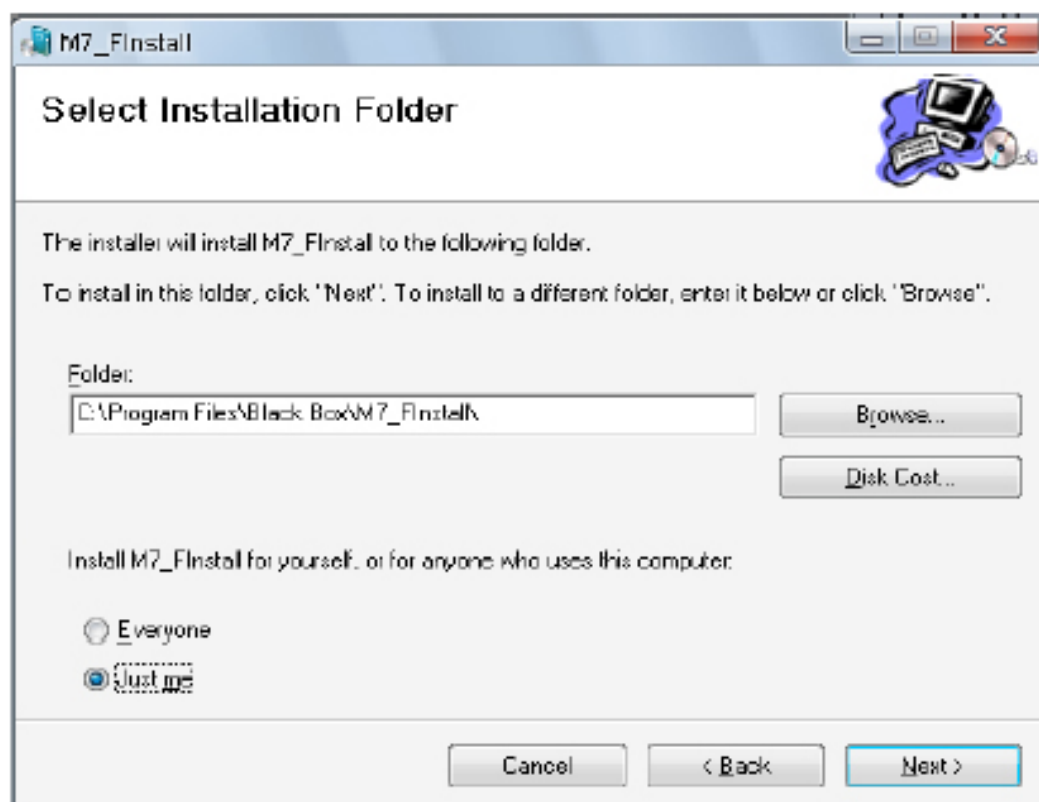 M7_FInstall
Select Installation Folder
The installer will install M7_FInstall to the following folder.
To install in this folder, click "Next". To install to a different folder, enter it below or click "Browse".
Folder:
C:\Program Files\Black Box\M7_FInstall\
Browse...
Disk Cost...
Install M7_FInstall for yourself, or for anyone who uses this computer:
Everyone
Just me
Cancel
< Back
Next >